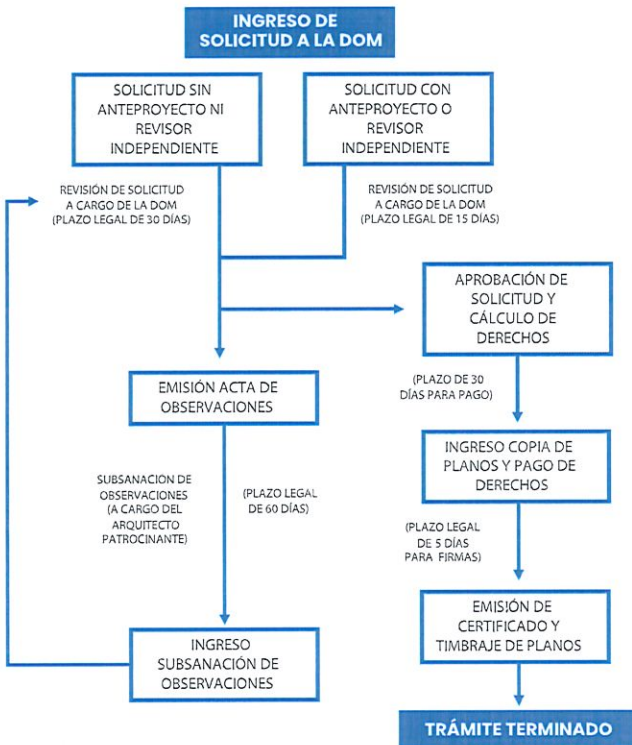 INGRESO DE
SOLICITUD A LA DOM
SOLICITUD SIN
ANTEPROYECTO NI
REVISOR
INDEPENDIENTE
SOLICITUD CON
ANTEPROYECTO O
REVISOR
INDEPENDIENTE
REVISIÓN DE SOLICITUD
A CARGO DE LA DOM
(PLAZO LEGAL DE 30 DÍAS)
REVISIÓN DE SOLICITUD
A CARGO DE LA DOM
(PLAZO LEGAL DE 15 DÍAS)
APROBACIÓN DE
SOLICITUD Y
CÁLCULO DE
DERECHOS
EMISIÓN ACTA DE
OBSERVACIONES
(PLAZO DE 30
DÍAS PARA PAGO)
INGRESO COPIA DE
PLANOS Y PAGO DE
DERECHOS
SUBSANACIÓN DE
OBSERVACIONES
(A CARGO DEL
ARQUITECTO
PATROCINANTE)
(PLAZO LEGAL
DE 60 DÍAS)
(PLAZO LEGAL
DE 5 DÍAS
PARA FIRMAS)
EMISIÓN DE
CERTIFICADO Y
TIMBRAJE DE PLANOS
INGRESO
SUBSANACIÓN DE
OBSERVACIONES
TRÁMITE TERMINADO